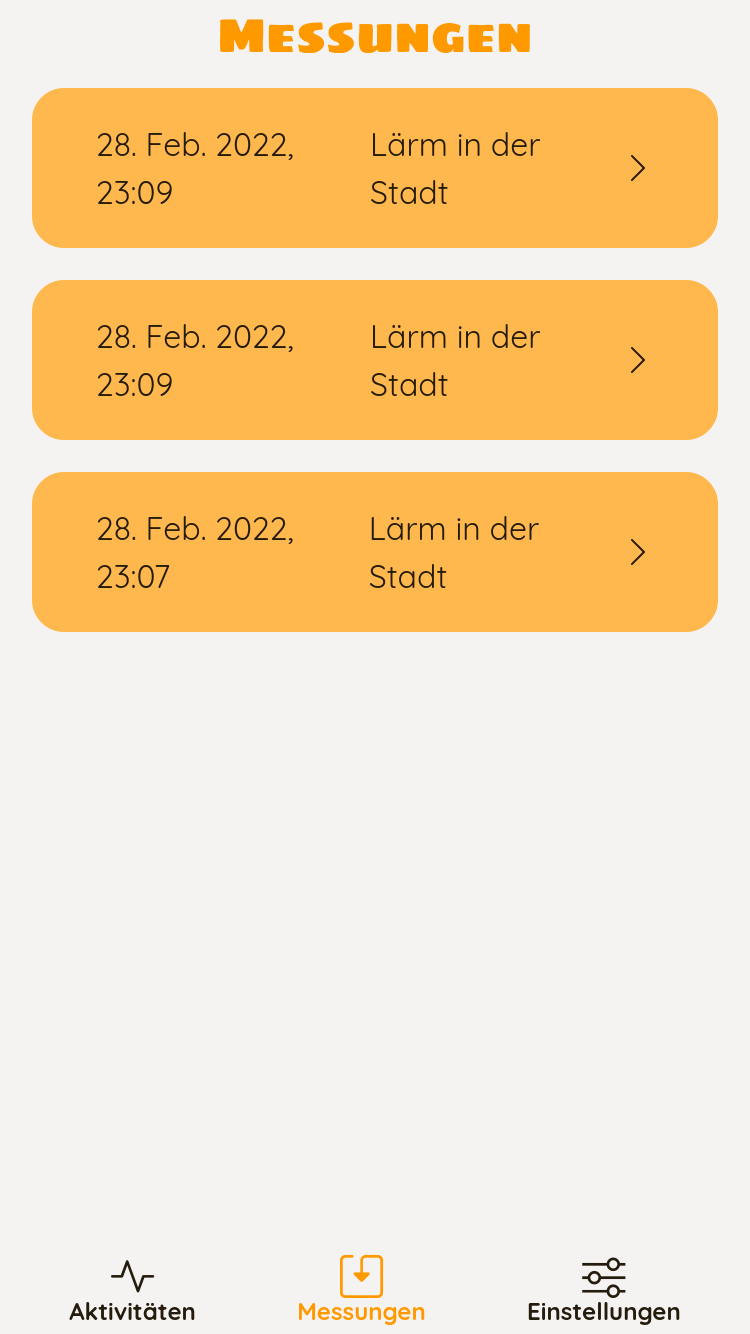 Messungen
28. Feb. 2022,
23:09
Lärm in der
Stadt
28. Feb. 2022,
23:09
Lärm in der
Stadt
28. Feb. 2022,
23:07
Lärm in der
Stadt
Aktivitäten
Messungen
Einstellungen